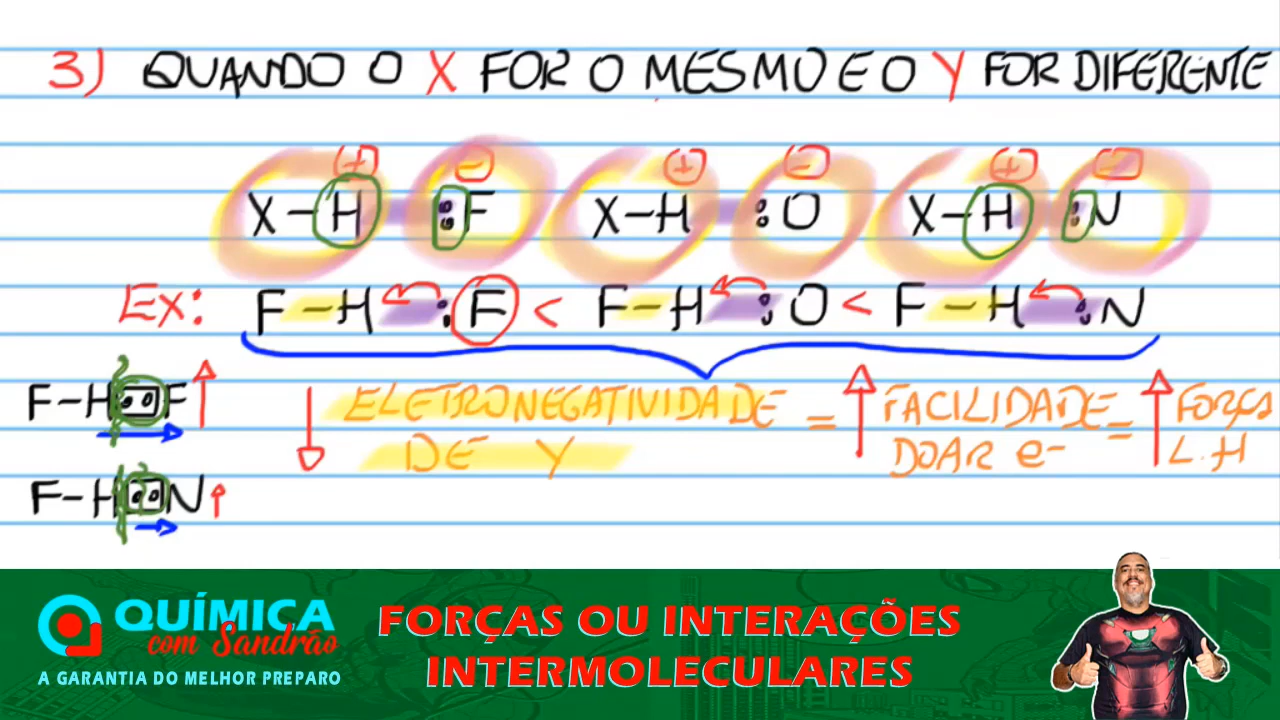 3) QUANDO O X FOR O MESMO E O Y FOR DIFERENTE
+ - + - + -
X-H :F X-H :O X-H :N
Ex: F-H :F < F-H :O < F-H :N
F-H F
↓ ELETRONEGATIVIDADE = ↑ FACILIDADE = ↑ FORÇA
DE Y DOAR e- L.H
F-H N
QUÍMICA
com Sandrão
A GARANTIA DO MELHOR PREPARO
FORÇAS OU INTERAÇÕES
INTERMOLECULARES